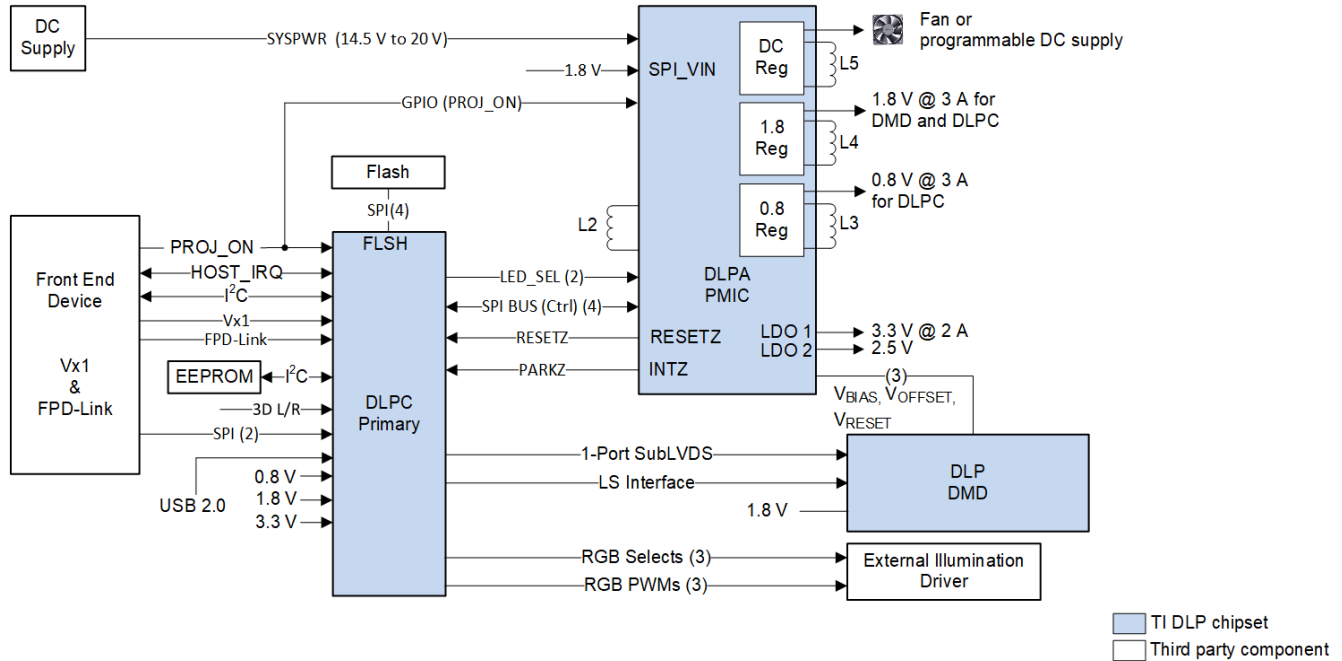 DC
Supply
SYSPWR (14.5 V to 20 V)
1.8 V
SPI_VIN
GPIO (PROJ_ON)
DC
Reg
L5
Fan or
programmable DC supply
1.8
Reg
L4
1.8 V @ 3 A for
DMD and DLPC
0.8
Reg
L3
0.8 V @ 3 A
for DLPC
L2
DLPA
PMIC
Flash
SPI(4)
FLSH
Front End
Device
Vx1
&
FPD-Link
PROJ_ON
HOST_IRQ
I²C
Vx1
FPD-Link
EEPROM
I²C
3D L/R
SPI (2)
USB 2.0
0.8 V
1.8 V
3.3 V
DLPC
Primary
LED_SEL (2)
SPI BUS (Ctrl) (4)
RESETZ
RESETZ
PARKZ
INTZ
LDO 1
3.3 V @ 2 A
LDO 2
2.5 V
(3)
VBIAS, VOFFSET,
VRESET
1-Port SubLVDS
LS Interface
1.8 V
DLP
DMD
RGB Selects (3)
RGB PWMs (3)
External Illumination
Driver
TI DLP chipset
Third party component